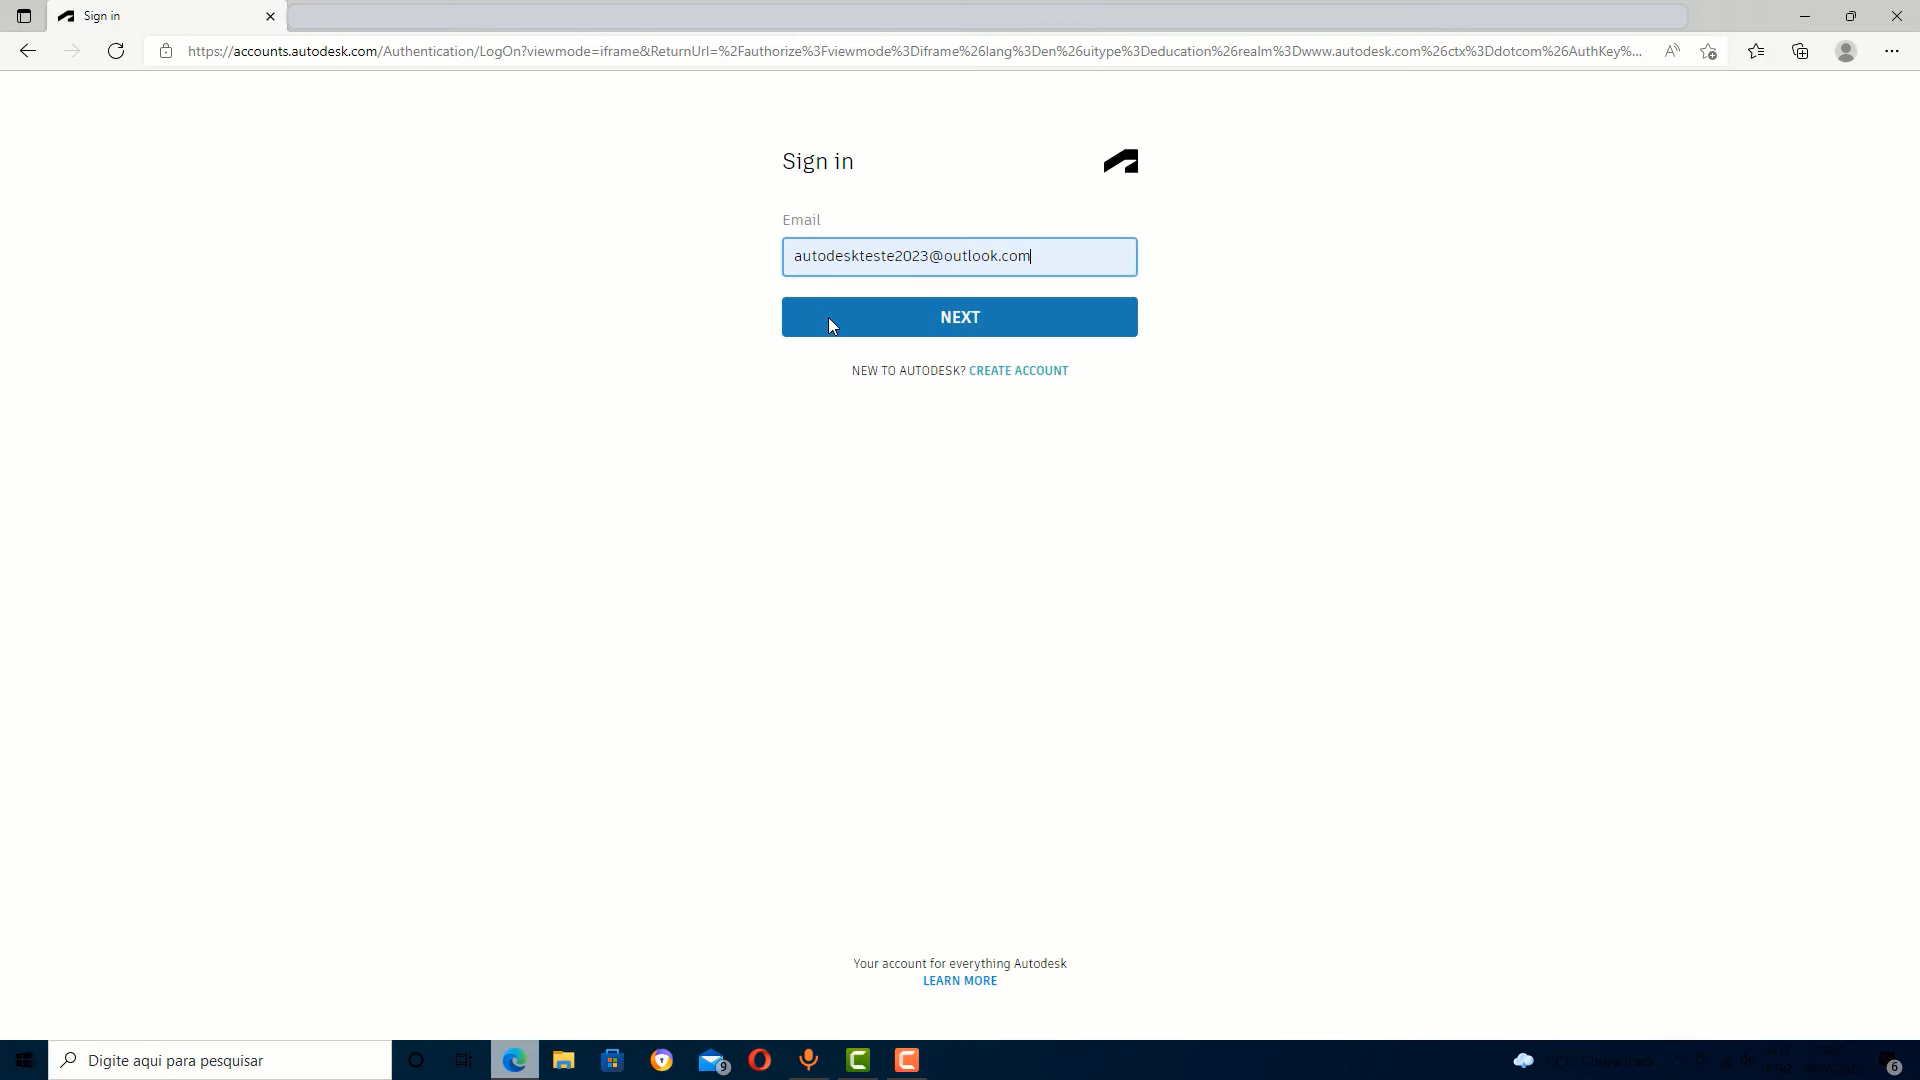 Sign in
https://accounts.autodesk.com/Authentication/LogOn?viewmode=iframe&ReturnUrl=%2Fauthorize%3Fviewmode%3Diframe%26lang%3Den%26uitype%3Deducation%26realm%3Dwww.autodesk.com%26ctx%3Ddotcom%26AuthKey%...
Sign in
Email
autodeskteste2023@outlook.com
NEXT
NEW TO AUTODESK? CREATE ACCOUNT
Your account for everything Autodesk
LEARN MORE
Digite aqui para pesquisar
9
6